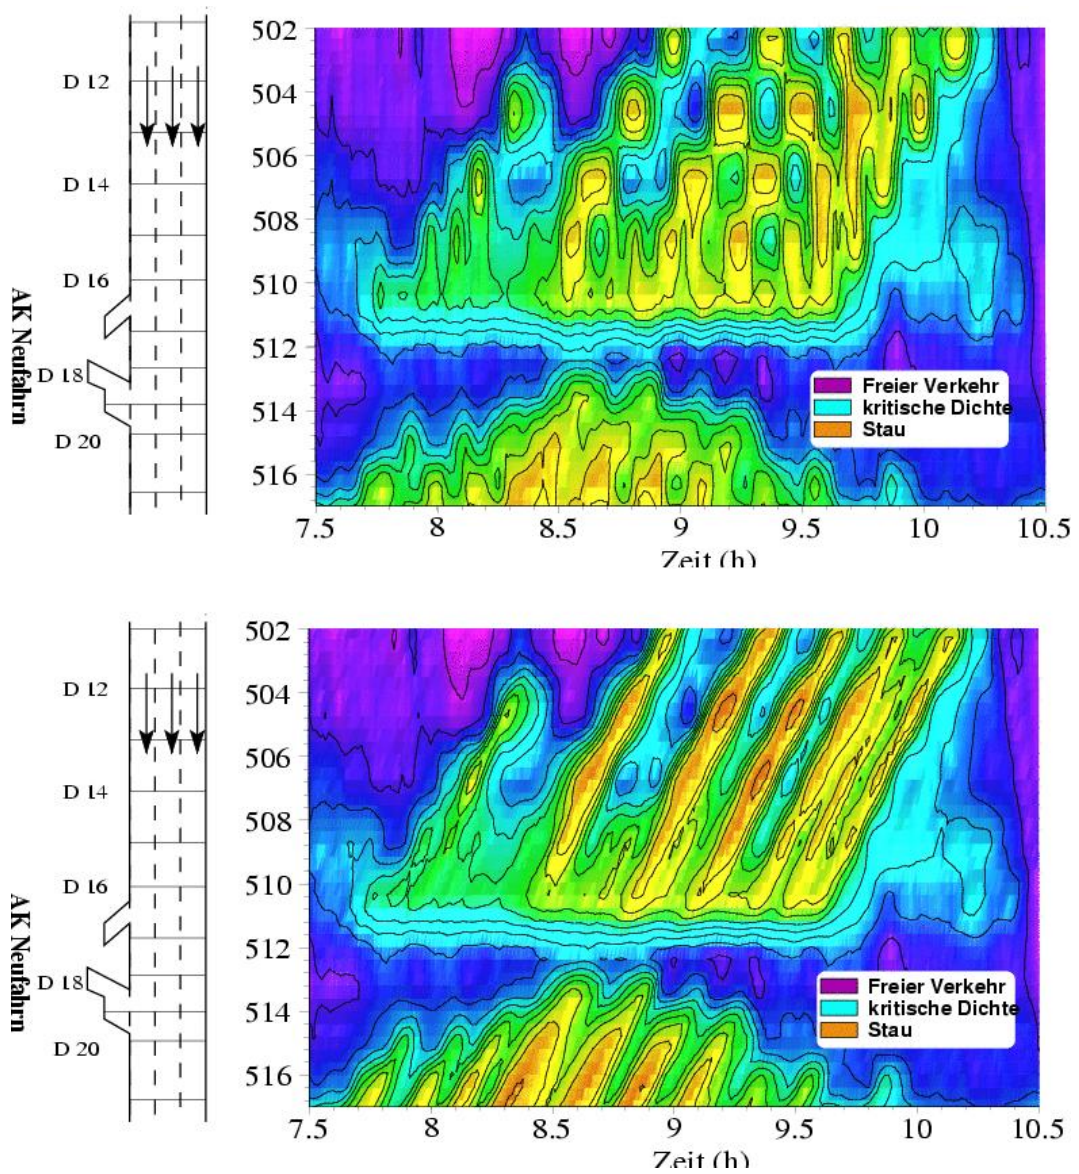 502
D 12
504
506
D 14
508
D 16
510
AK Neufahrn
512
D 18
514
D 20
516
Freier Verkehr
kritische Dichte
Stau
7.5 8 8.5 9 9.5 10 10.5
Zeit (h)
502
D 12
504
506
D 14
508
D 16
510
AK Neufahrn
512
D 18
514
D 20
516
Freier Verkehr
kritische Dichte
Stau
7.5 8 8.5 9 9.5 10 10.5
Zeit (h)